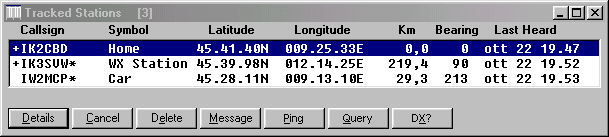 Tracked Stations [3]
Callsign Symbol Latitude Longitude Km Bearing Last Heard
+IK2CBD Home 45.41.40N 009.25.33E 0,0 0 ott 22 19.47
+IK3SVW* WX Station 45.39.98N 012.14.25E 219,4 90 ott 22 19.52
IW2MCP* Car 45.28.11N 009.13.10E 29,3 213 ott 22 19.53
Details Cancel Delete Message Ping Query DX?